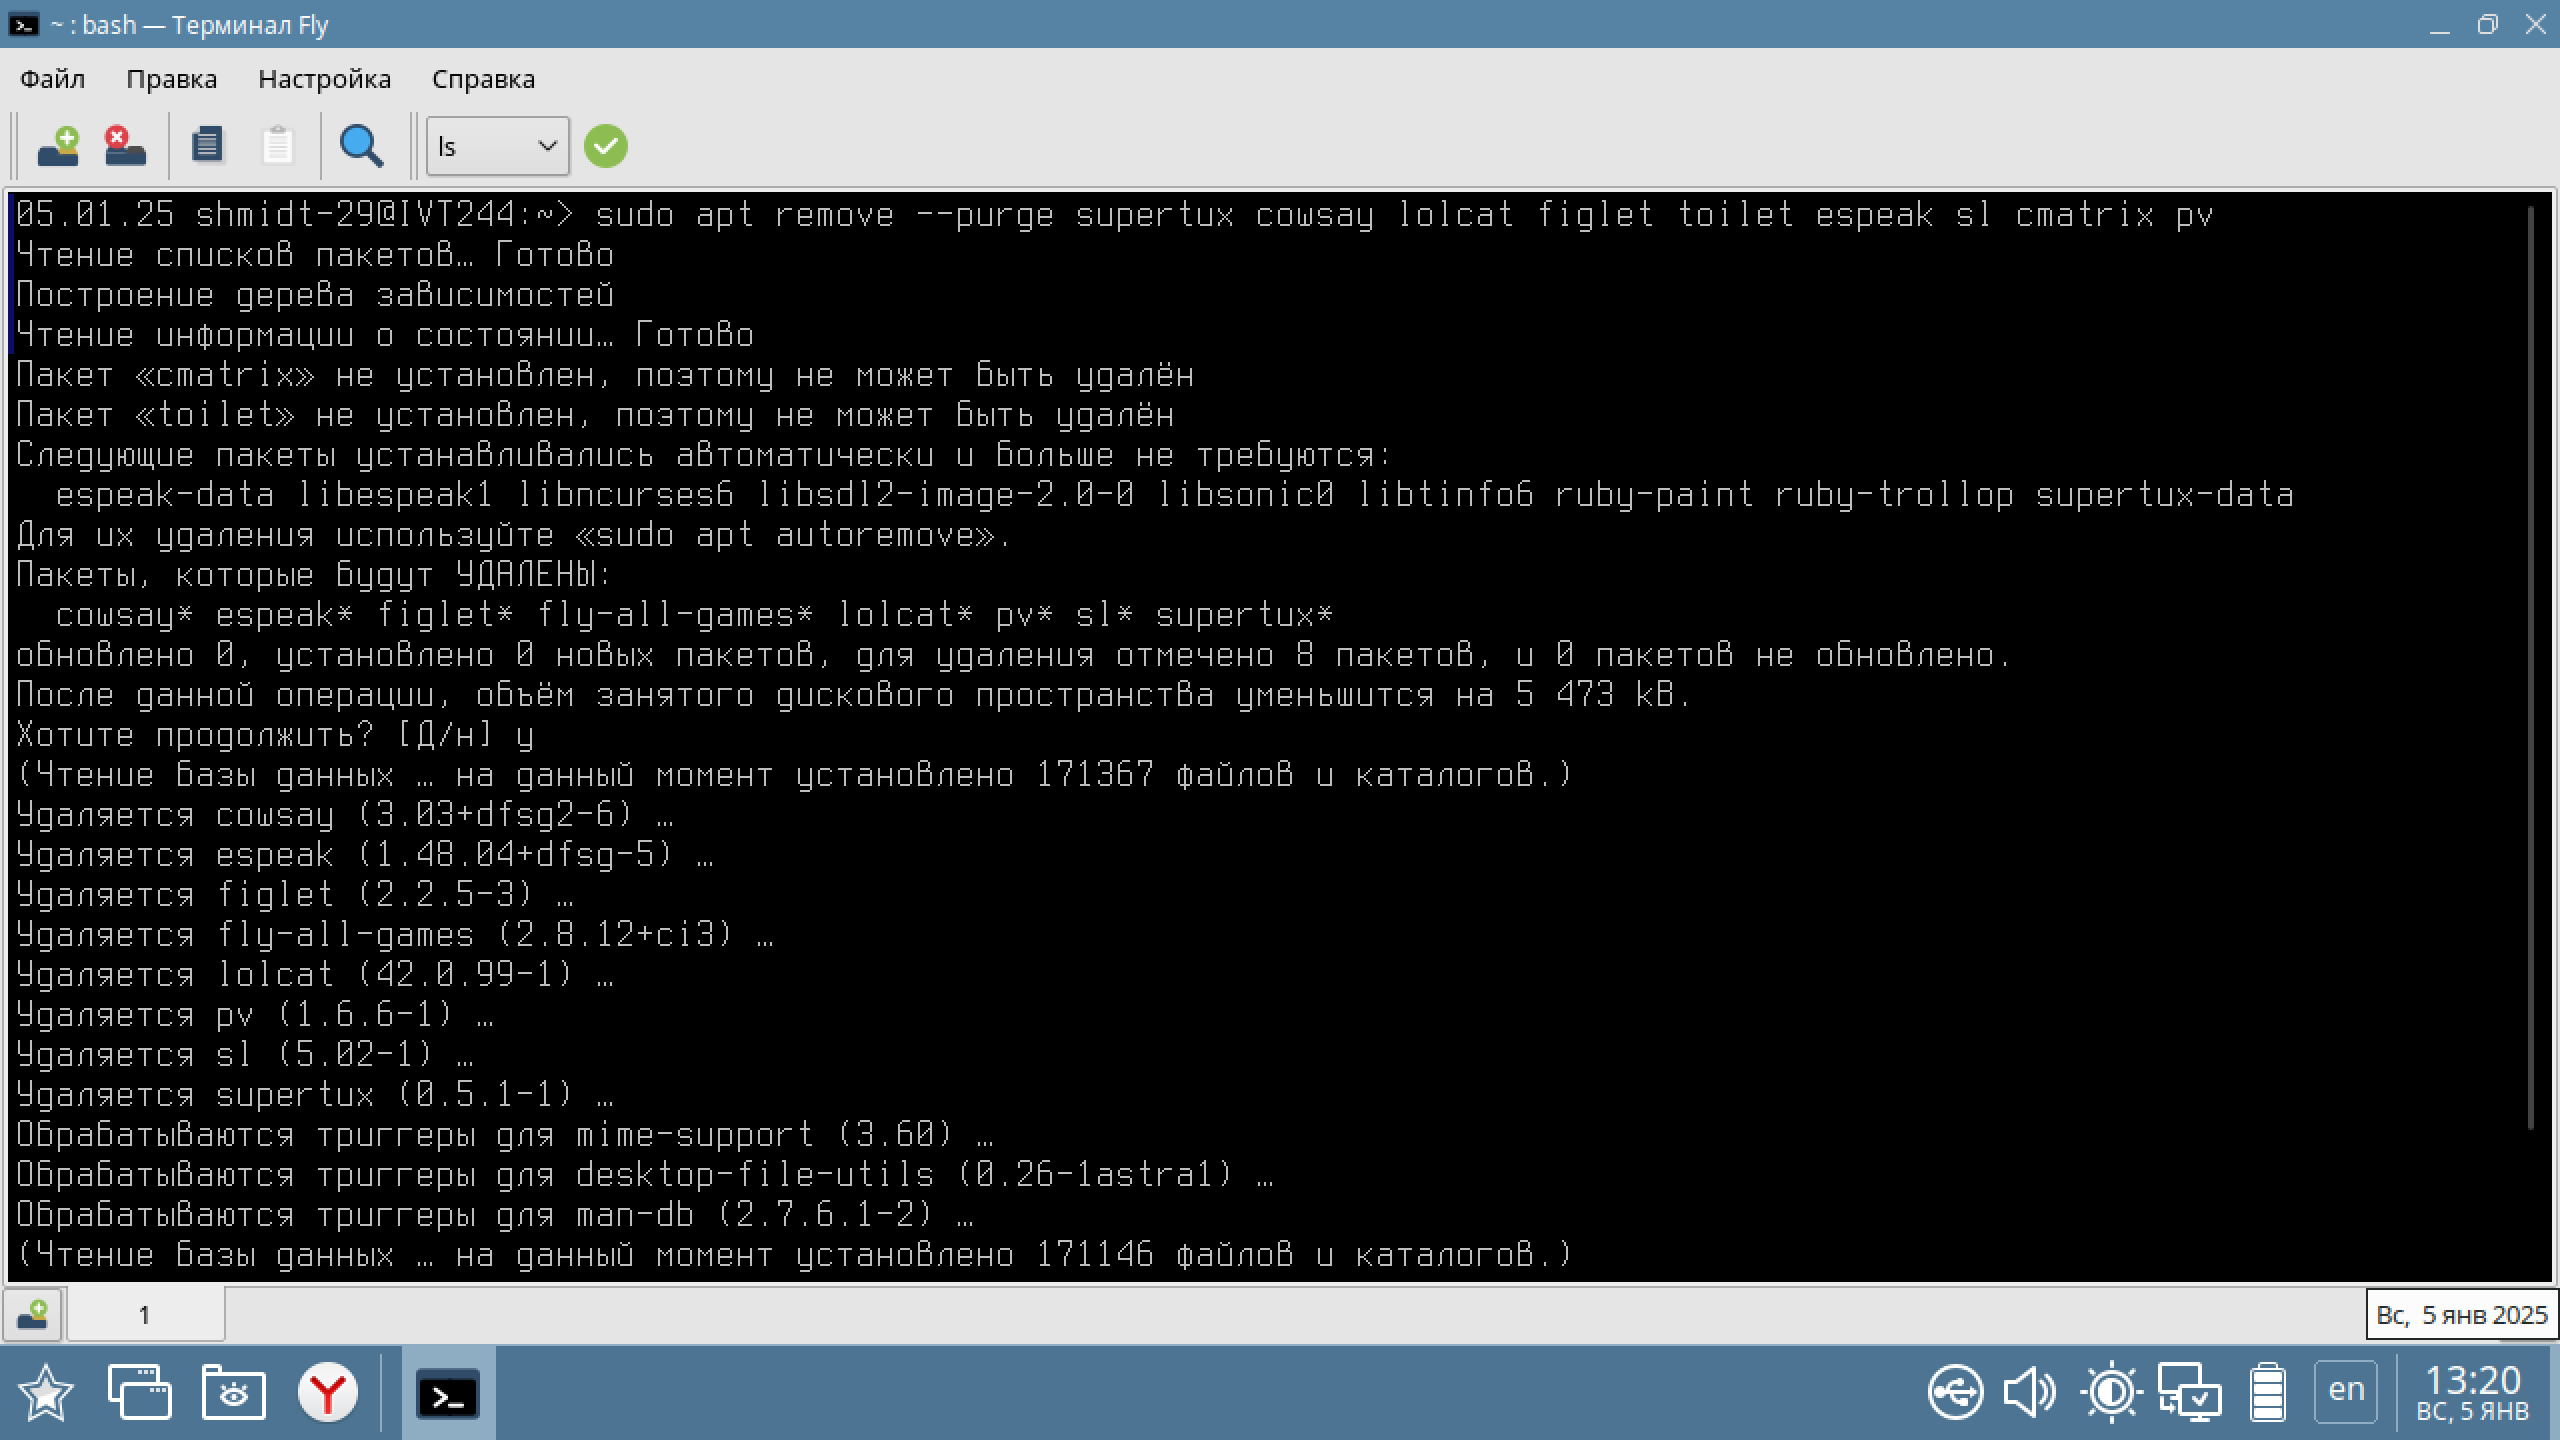 ~ : bash — Терминал Fly
Файл Правка Настройка Справка
ls
05.01.25 shmidt-29@IVT244:~> sudo apt remove --purge supertux cowsay lolcat figlet toilet espeak sl cmatrix pv
Чтение списков пакетов… Готово
Построение дерева зависимостей
Чтение информации о состоянии… Готово
Пакет «cmatrix» не установлен, поэтому не может быть удалён
Пакет «toilet» не установлен, поэтому не может быть удалён
Следующие пакеты устанавливались автоматически и больше не требуются:
  espeak-data libespeak1 libncurses6 libsdl2-image-2.0-0 libsonic0 libtinfo6 ruby-paint ruby-trollop supertux-data
Для их удаления используйте «sudo apt autoremove».
Пакеты, которые будут УДАЛЕНЫ:
  cowsay* espeak* figlet* fly-all-games* lolcat* pv* sl* supertux*
обновлено 0, установлено 0 новых пакетов, для удаления отмечено 8 пакетов, и 0 пакетов не обновлено.
После данной операции, объём занятого дискового пространства уменьшится на 5 473 kB.
Хотите продолжить? [Д/н] y
(Чтение базы данных … на данный момент установлено 171367 файлов и каталогов.)
Удаляется cowsay (3.03+dfsg2-6) …
Удаляется espeak (1.48.04+dfsg-5) …
Удаляется figlet (2.2.5-3) …
Удаляется fly-all-games (2.8.12+ci3) …
Удаляется lolcat (42.0.99-1) …
Удаляется pv (1.6.6-1) …
Удаляется sl (5.02-1) …
Удаляется supertux (0.5.1-1) …
Обрабатываются триггеры для mime-support (3.60) …
Обрабатываются триггеры для desktop-file-utils (0.26-1astra1) …
Обрабатываются триггеры для man-db (2.7.6.1-2) …
(Чтение базы данных … на данный момент установлено 171146 файлов и каталогов.)
1
Вс, 5 янв 2025
en
13:20
ВС, 5 ЯНВ